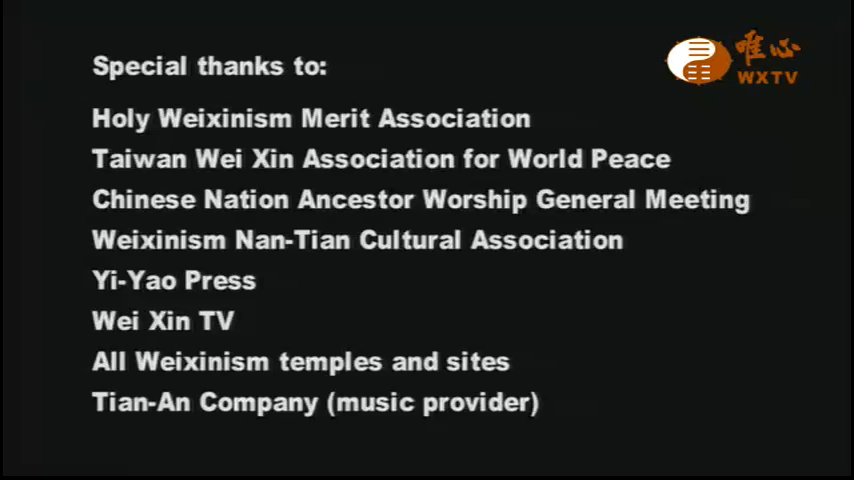 唯心
WXTV
Special thanks to:
Holy Weixinism Merit Association
Taiwan Wei Xin Association for World Peace
Chinese Nation Ancestor Worship General Meeting
Weixinism Nan-Tian Cultural Association
Yi-Yao Press
Wei Xin TV
All Weixinism temples and sites
Tian-An Company (music provider)